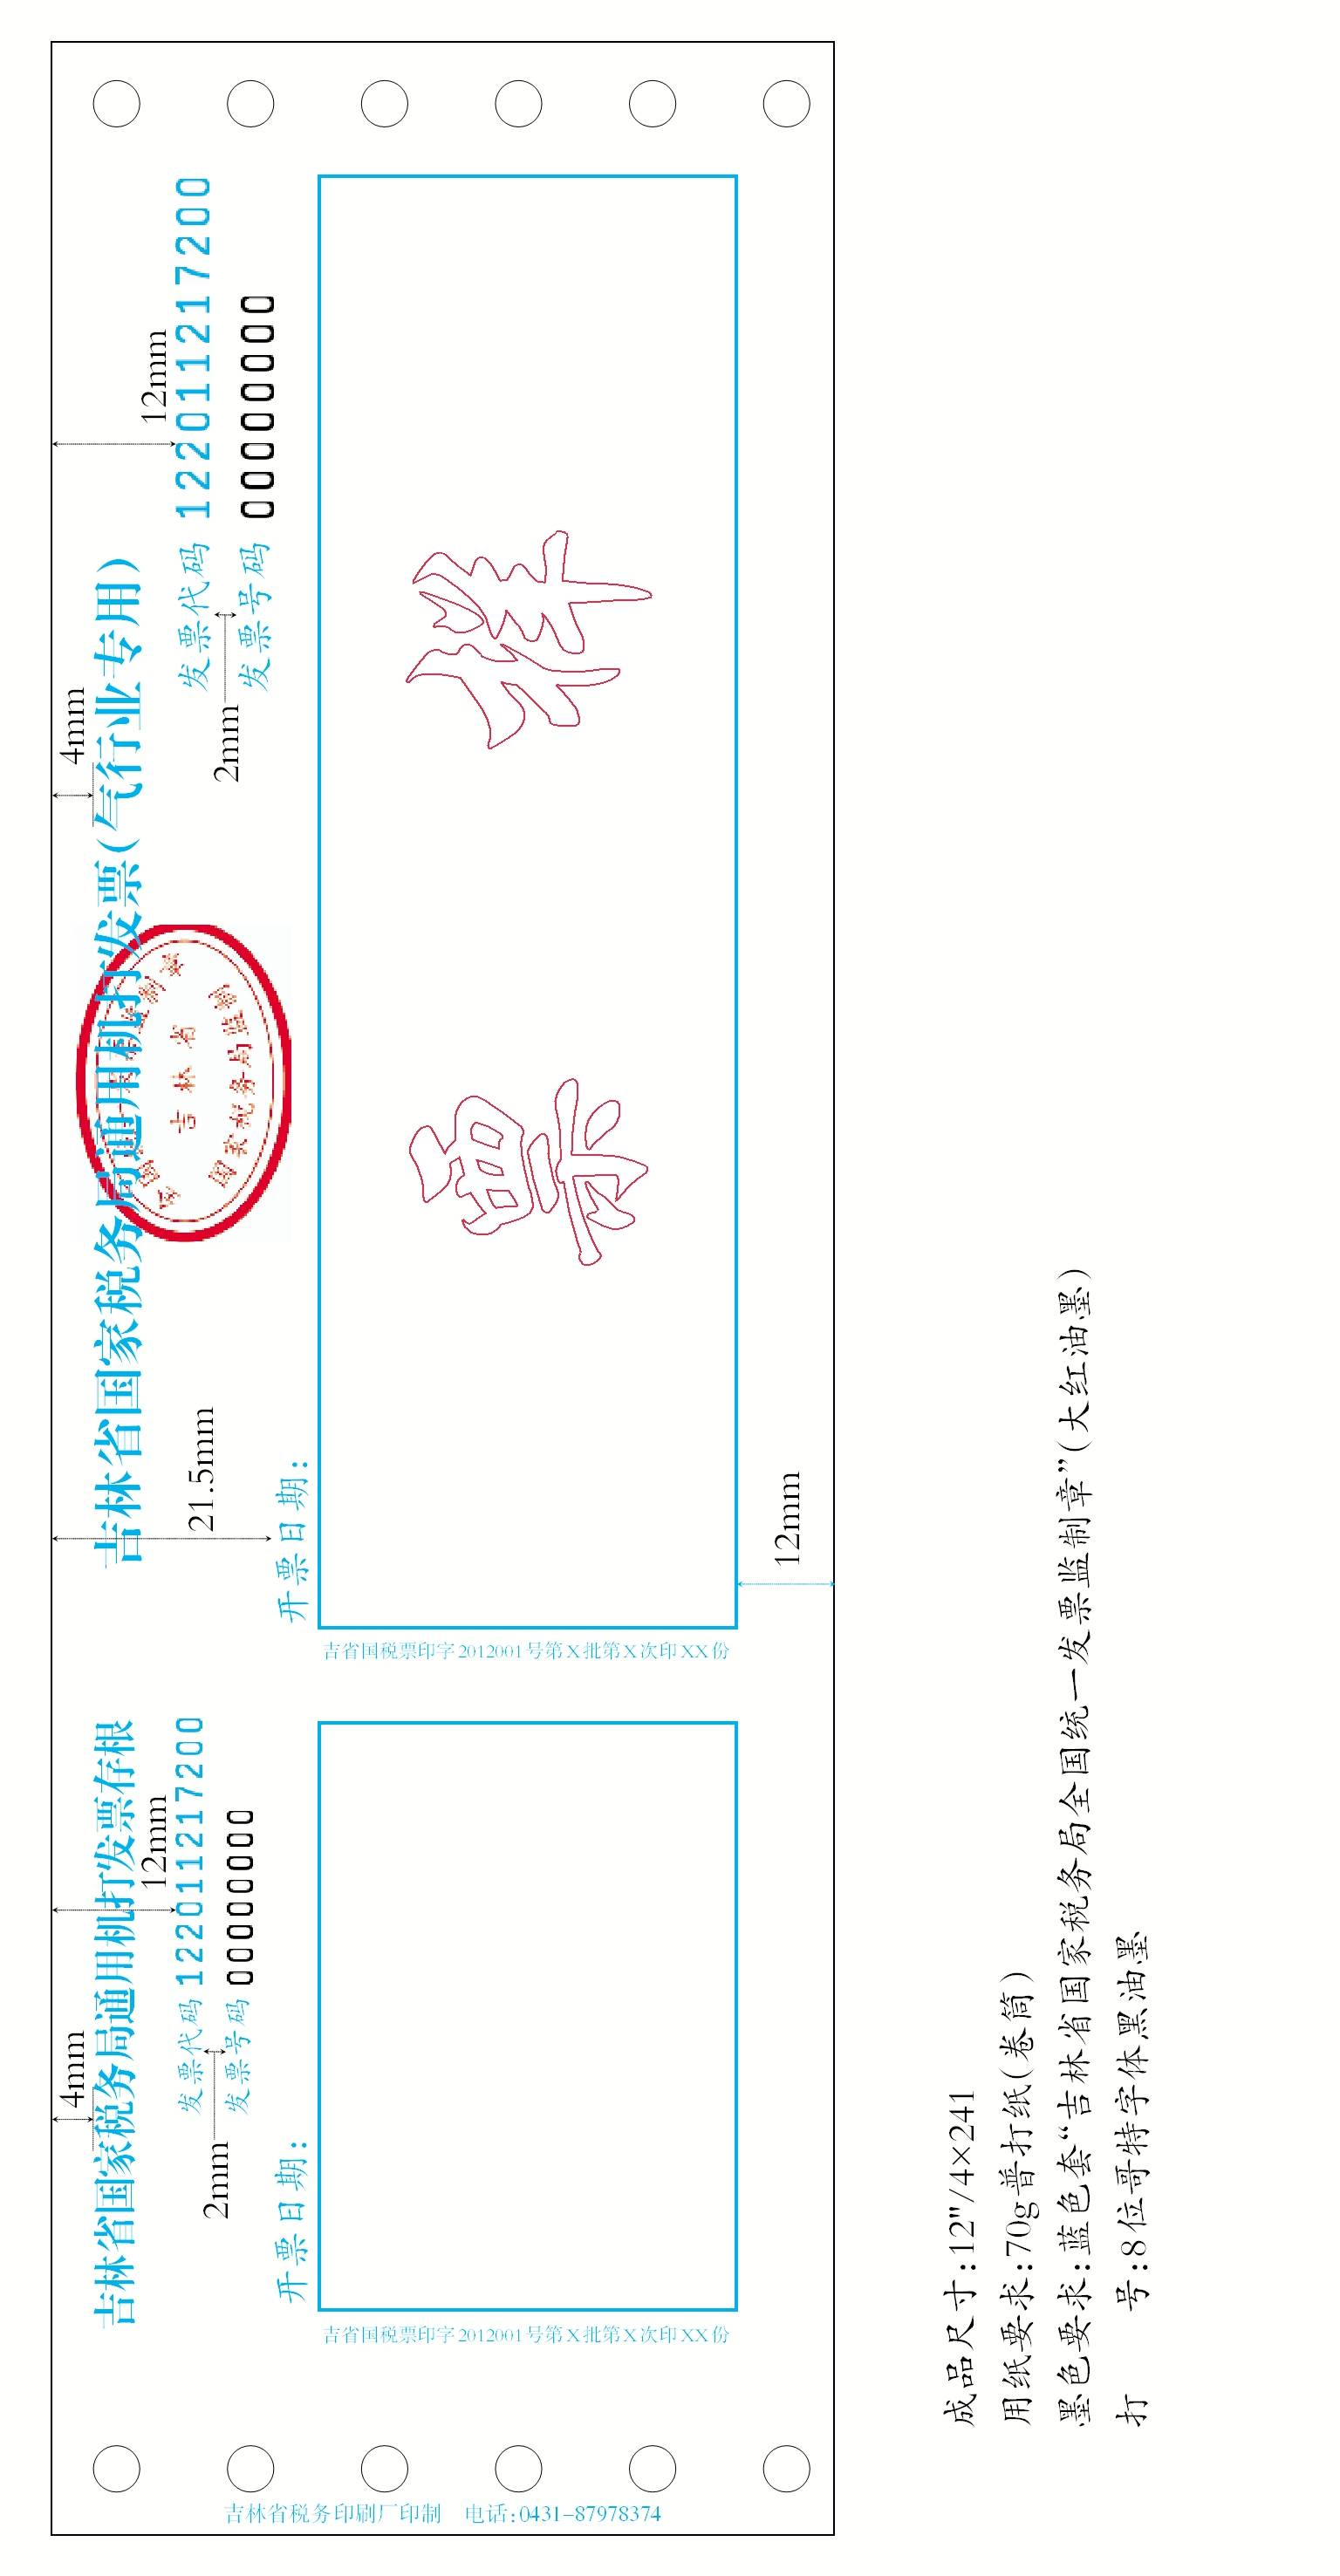 吉林省税务印刷厂印制 电话:0431-87978374
吉林省国家税务局通用机打发票存根
4mm
12mm
发票代码 122011217200
发票号码 00000000
2mm
开票日期:
吉省国税票印字2012001号第X批第X次印XX份
吉林省国家税务局通用机打发票(气行业专用)
4mm
12mm
吉林省
国家税务局监制
发票代码 122011217200
发票号码 00000000
2mm
21.5mm
开票日期:
票样
12mm
吉省国税票印字2012001号第X批第X次印XX份
成品尺寸:12"/4×241
用纸要求:70g普打纸(卷筒)
墨色要求:蓝色套“吉林省国家税务局全国统一发票监制章”(大红油墨)
打 号:8位哥特字体黑油墨